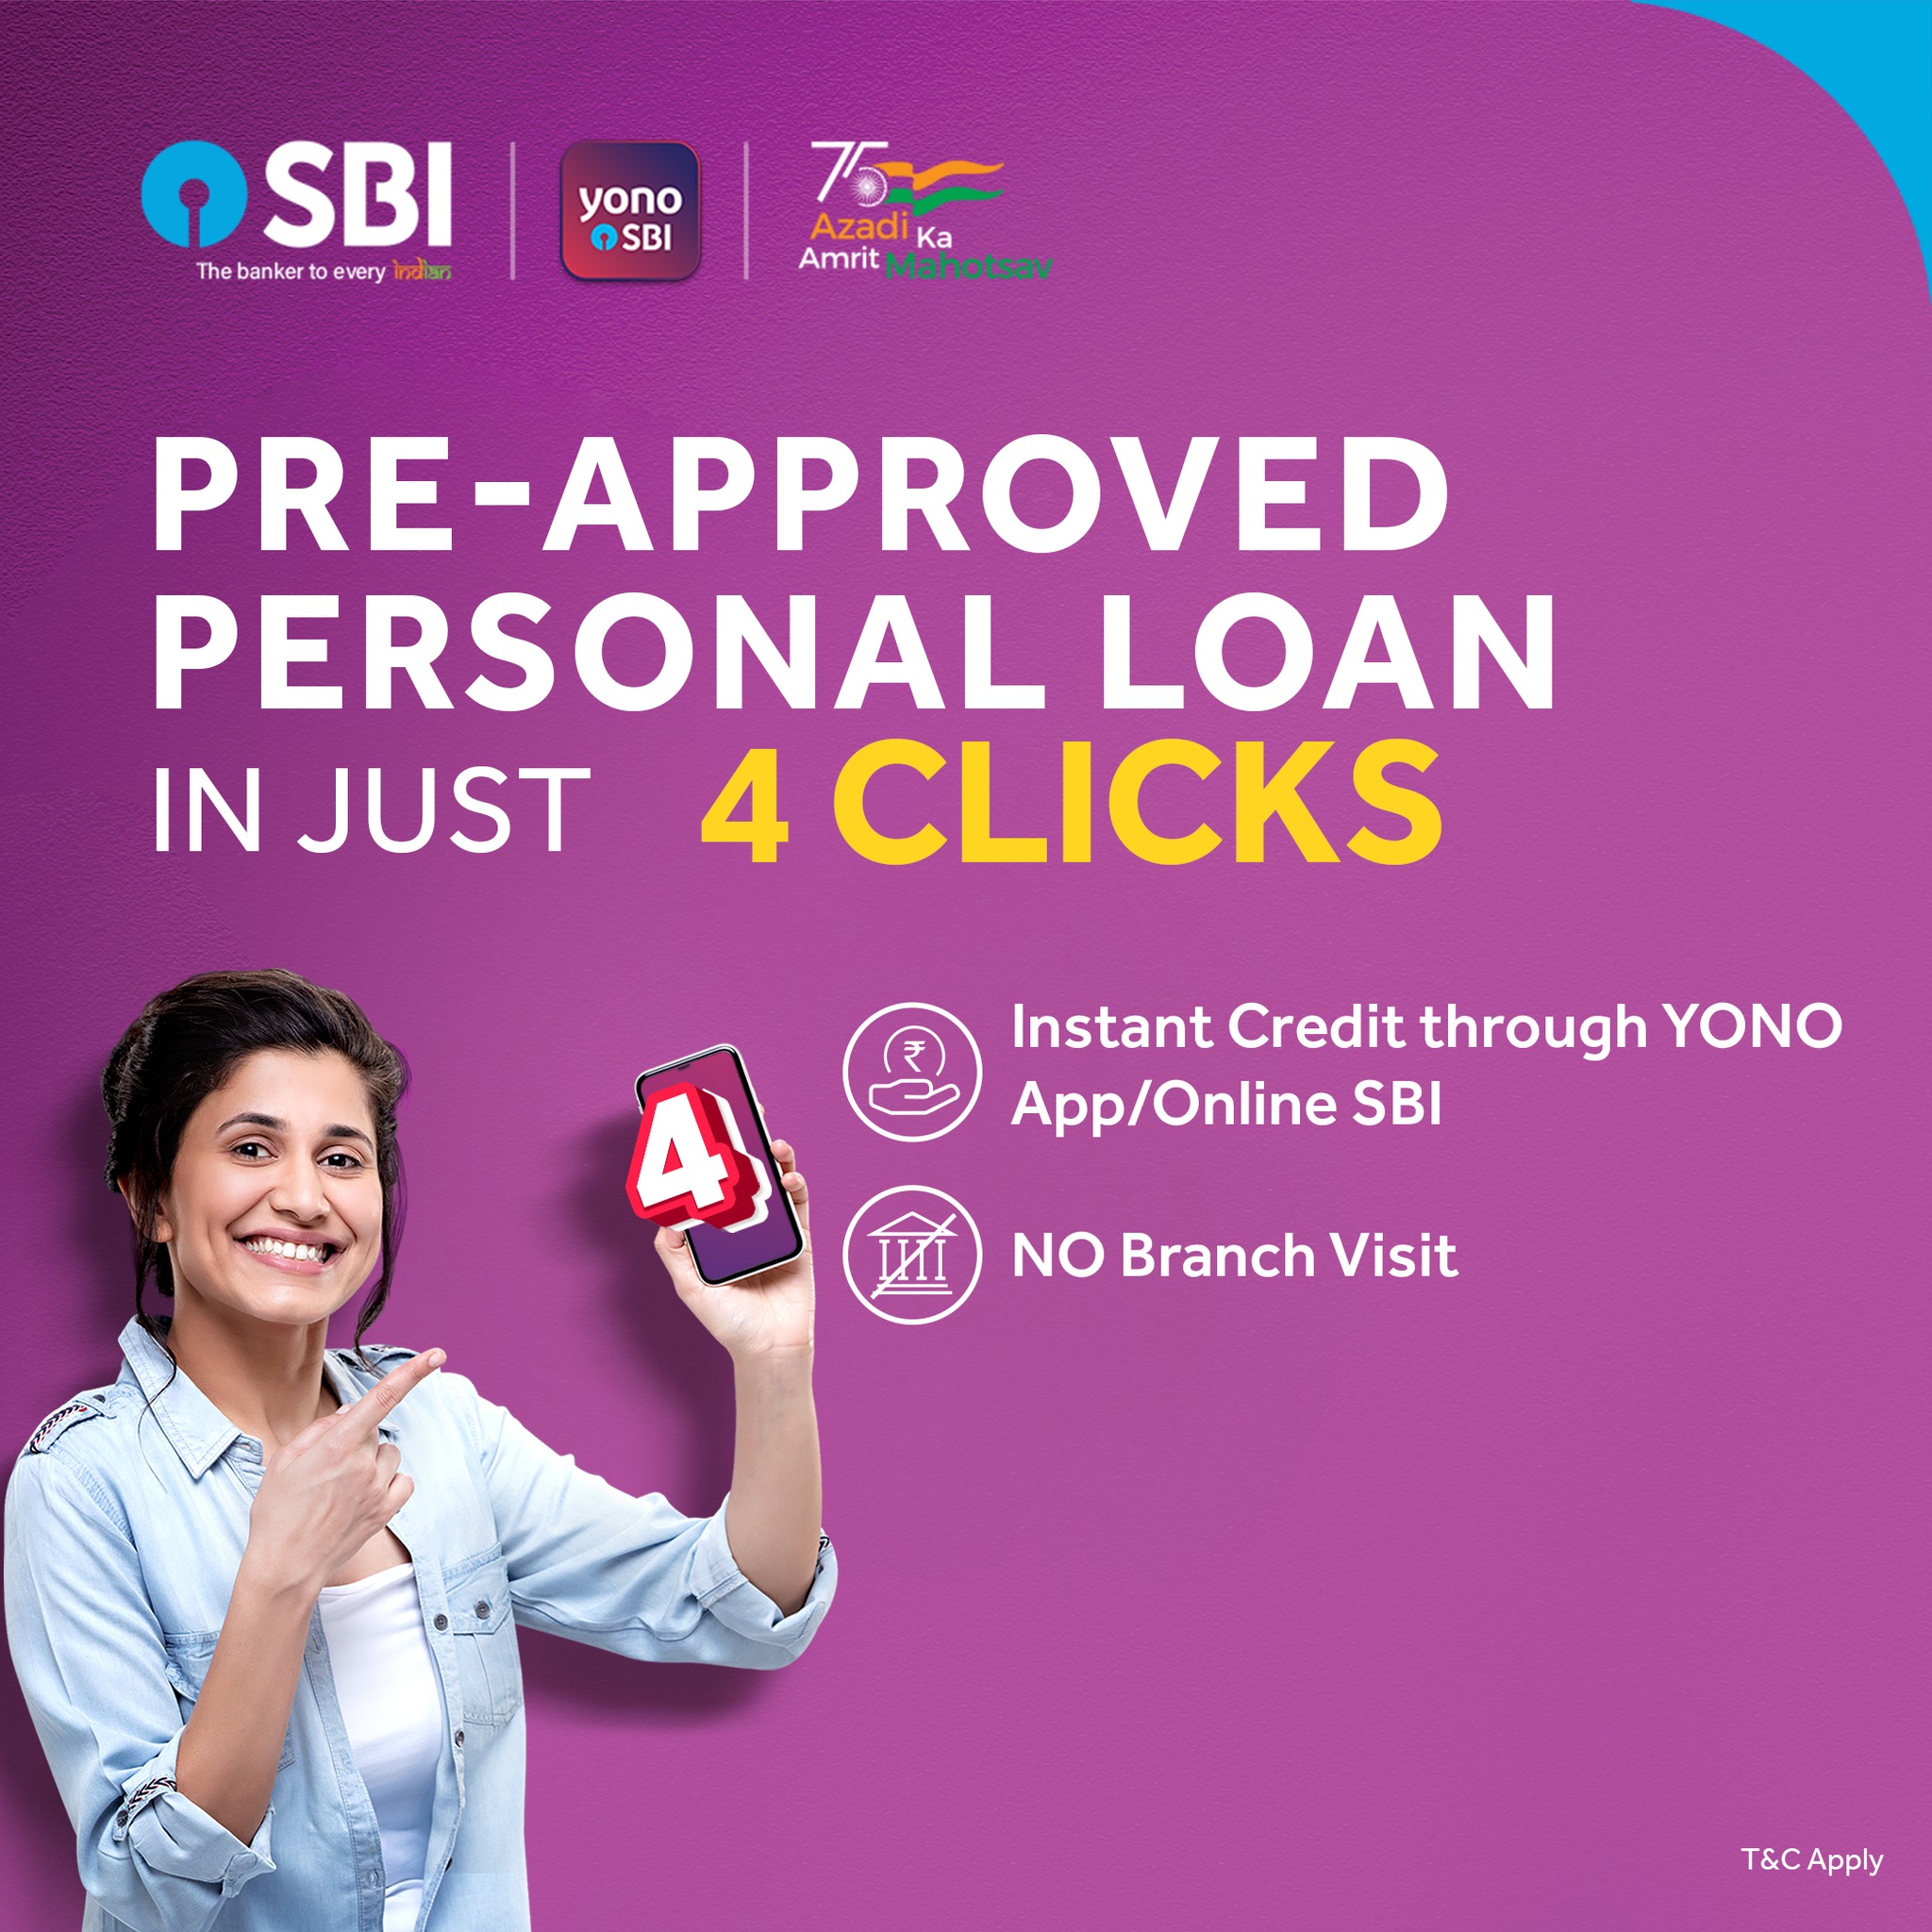 SBI
The banker to every indian
yono
SBI
75
Azadi Ka
Amrit Mahotsav
PRE-APPROVED
PERSONAL LOAN
IN JUST 4 CLICKS
4
₹
Instant Credit through YONO
App/Online SBI
NO Branch Visit
T&C Apply